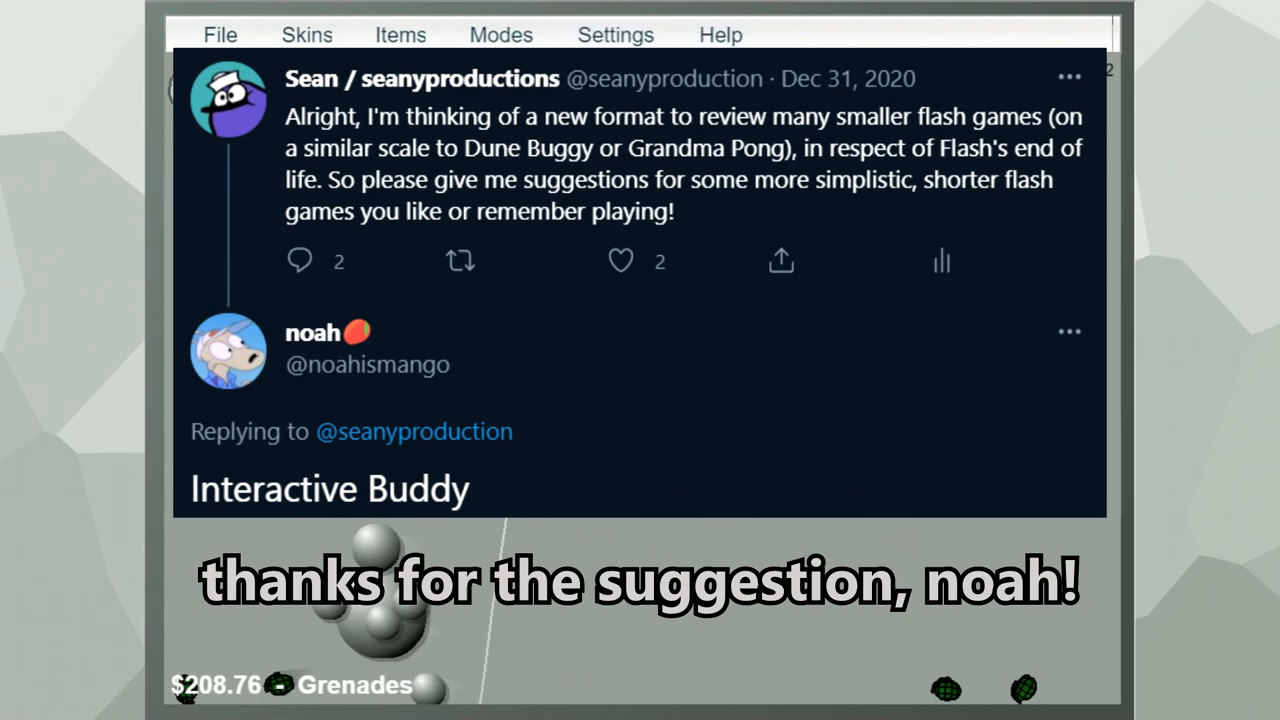 File Skins Items Modes Settings Help
2
Sean / seanyproductions @seanyproduction · Dec 31, 2020
Alright, I'm thinking of a new format to review many smaller flash games (on
a similar scale to Dune Buggy or Grandma Pong), in respect of Flash's end of
life. So please give me suggestions for some more simplistic, shorter flash
games you like or remember playing!
2 2
noah🥭
@noahismango
Replying to @seanyproduction
Interactive Buddy
thanks for the suggestion, noah!
$208.76 - Grenades